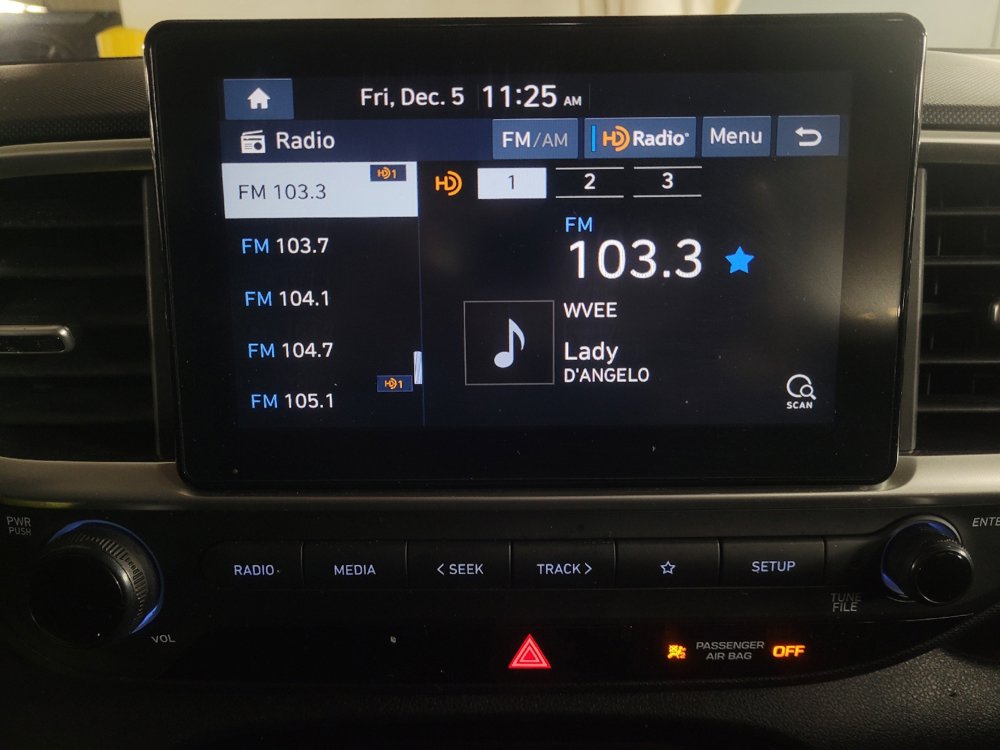 Fri, Dec. 5 11:25 AM
Radio FM/AM HD Radio® Menu
HD1
FM 103.3
FM 103.7
FM 104.1
FM 104.7
HD1
FM 105.1
HD 1 2 3
FM
103.3
WVEE
Lady
D'ANGELO
SCAN
PWR
PUSH
VOL
RADIO MEDIA < SEEK TRACK > SETUP
ENTE
TUNE
FILE
PASSENGER
AIR BAG OFF